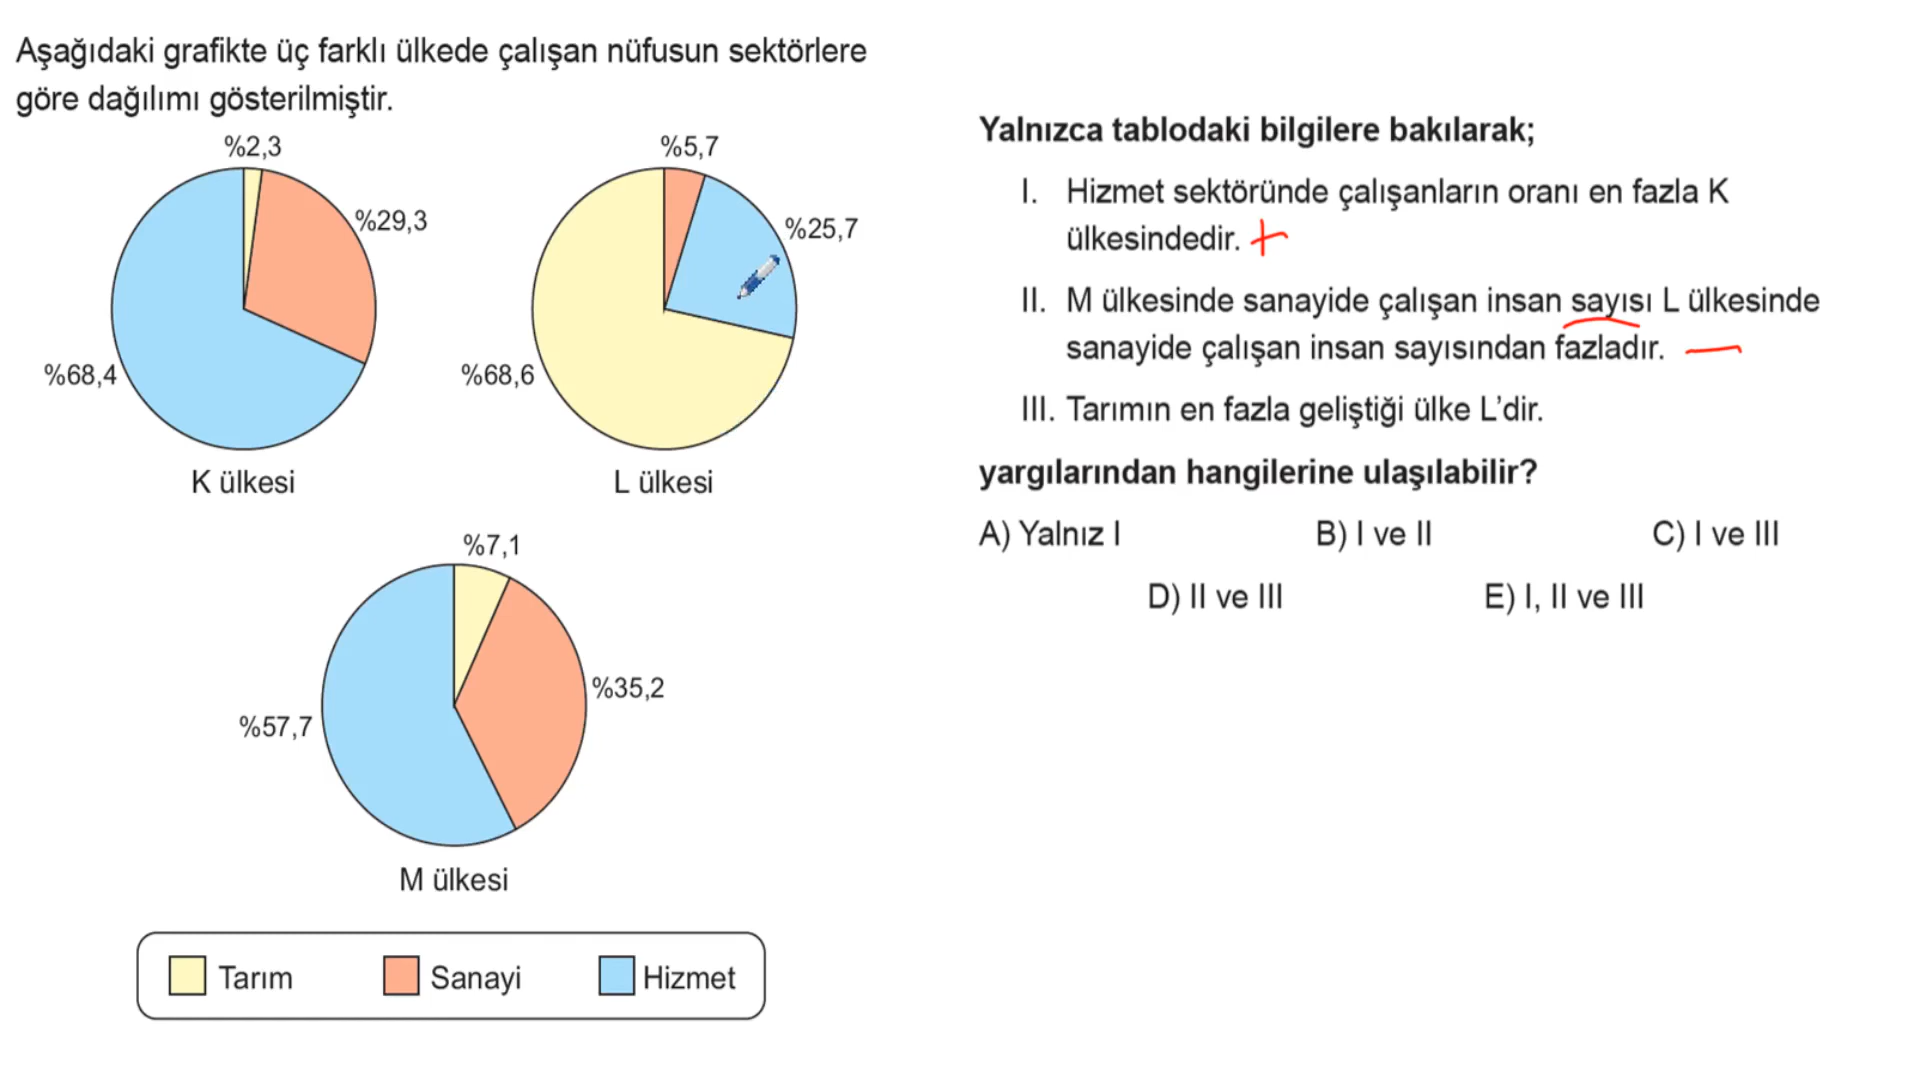 Aşağıdaki grafikte üç farklı ülkede çalışan nüfusun sektörlere
göre dağılımı gösterilmiştir.
%2,3
%29,3
%68,4
K ülkesi
%5,7
%25,7
%68,6
L ülkesi
%7,1
%35,2
%57,7
M ülkesi
Tarım
Sanayi
Hizmet
Yalnızca tablodaki bilgilere bakılarak;
I. Hizmet sektöründe çalışanların oranı en fazla K
ülkesindedir.
II. M ülkesinde sanayide çalışan insan sayısı L ülkesinde
sanayide çalışan insan sayısından fazladır.
III. Tarımın en fazla geliştiği ülke L’dir.
yargılarından hangilerine ulaşılabilir?
A) Yalnız I B) I ve II C) I ve III
D) II ve III E) I, II ve III